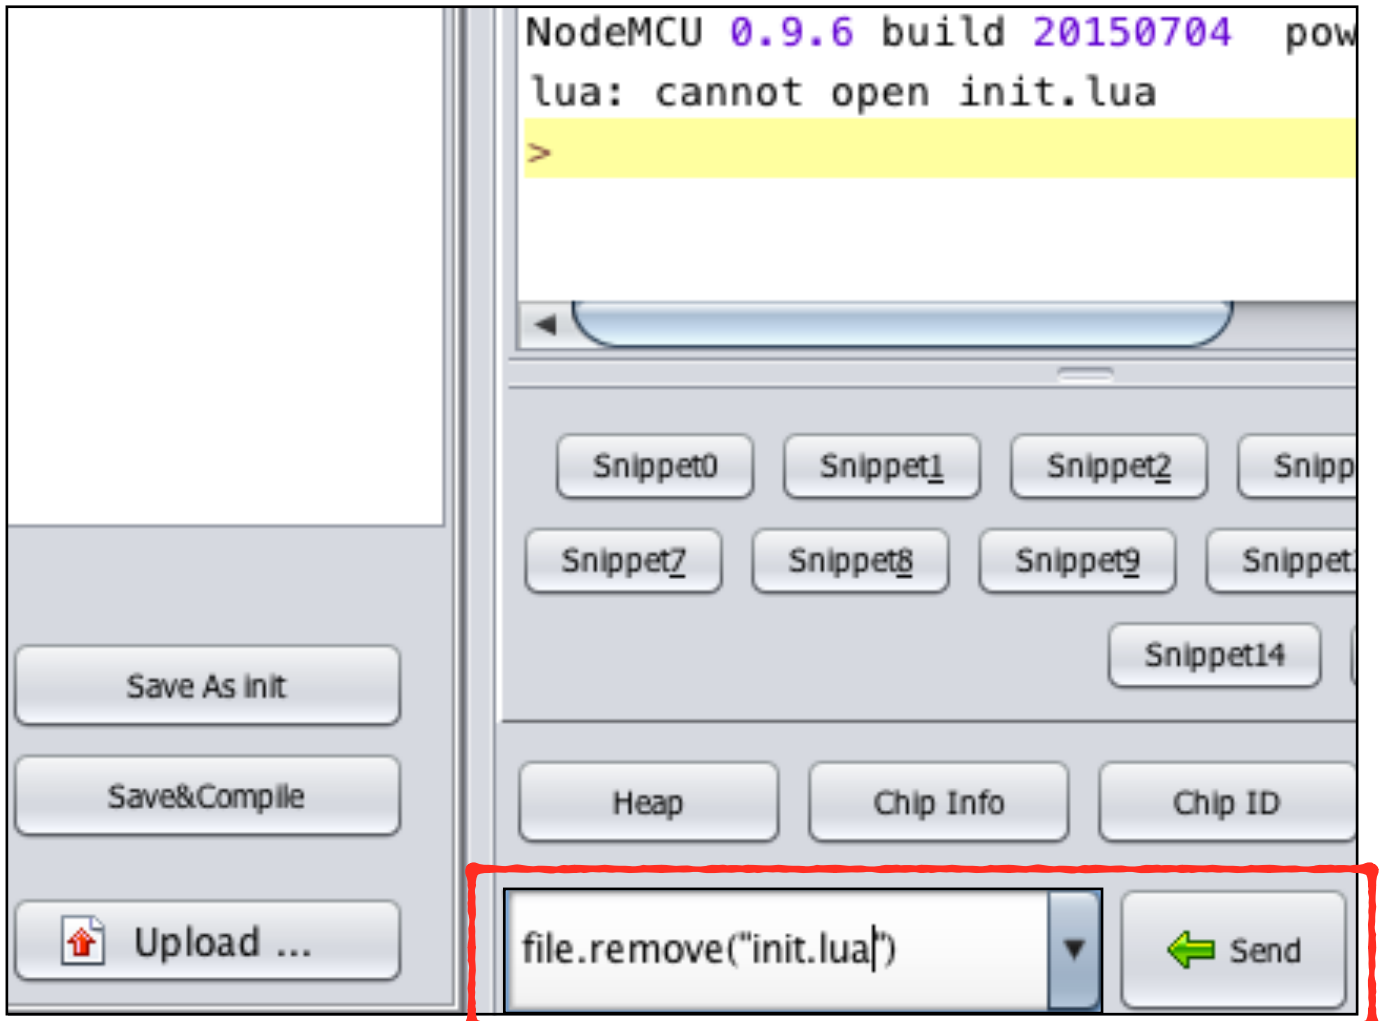 NodeMCU 0.9.6 build 20150704 pow
lua: cannot open init.lua
>
Snippet0 Snippet1 Snippet2 Snipp
Snippet7 Snippet8 Snippet9 Snippet
Snippet14
Save As init
Save&Compile
Heap Chip Info Chip ID
Upload ...
file.remove("init.lua") Send